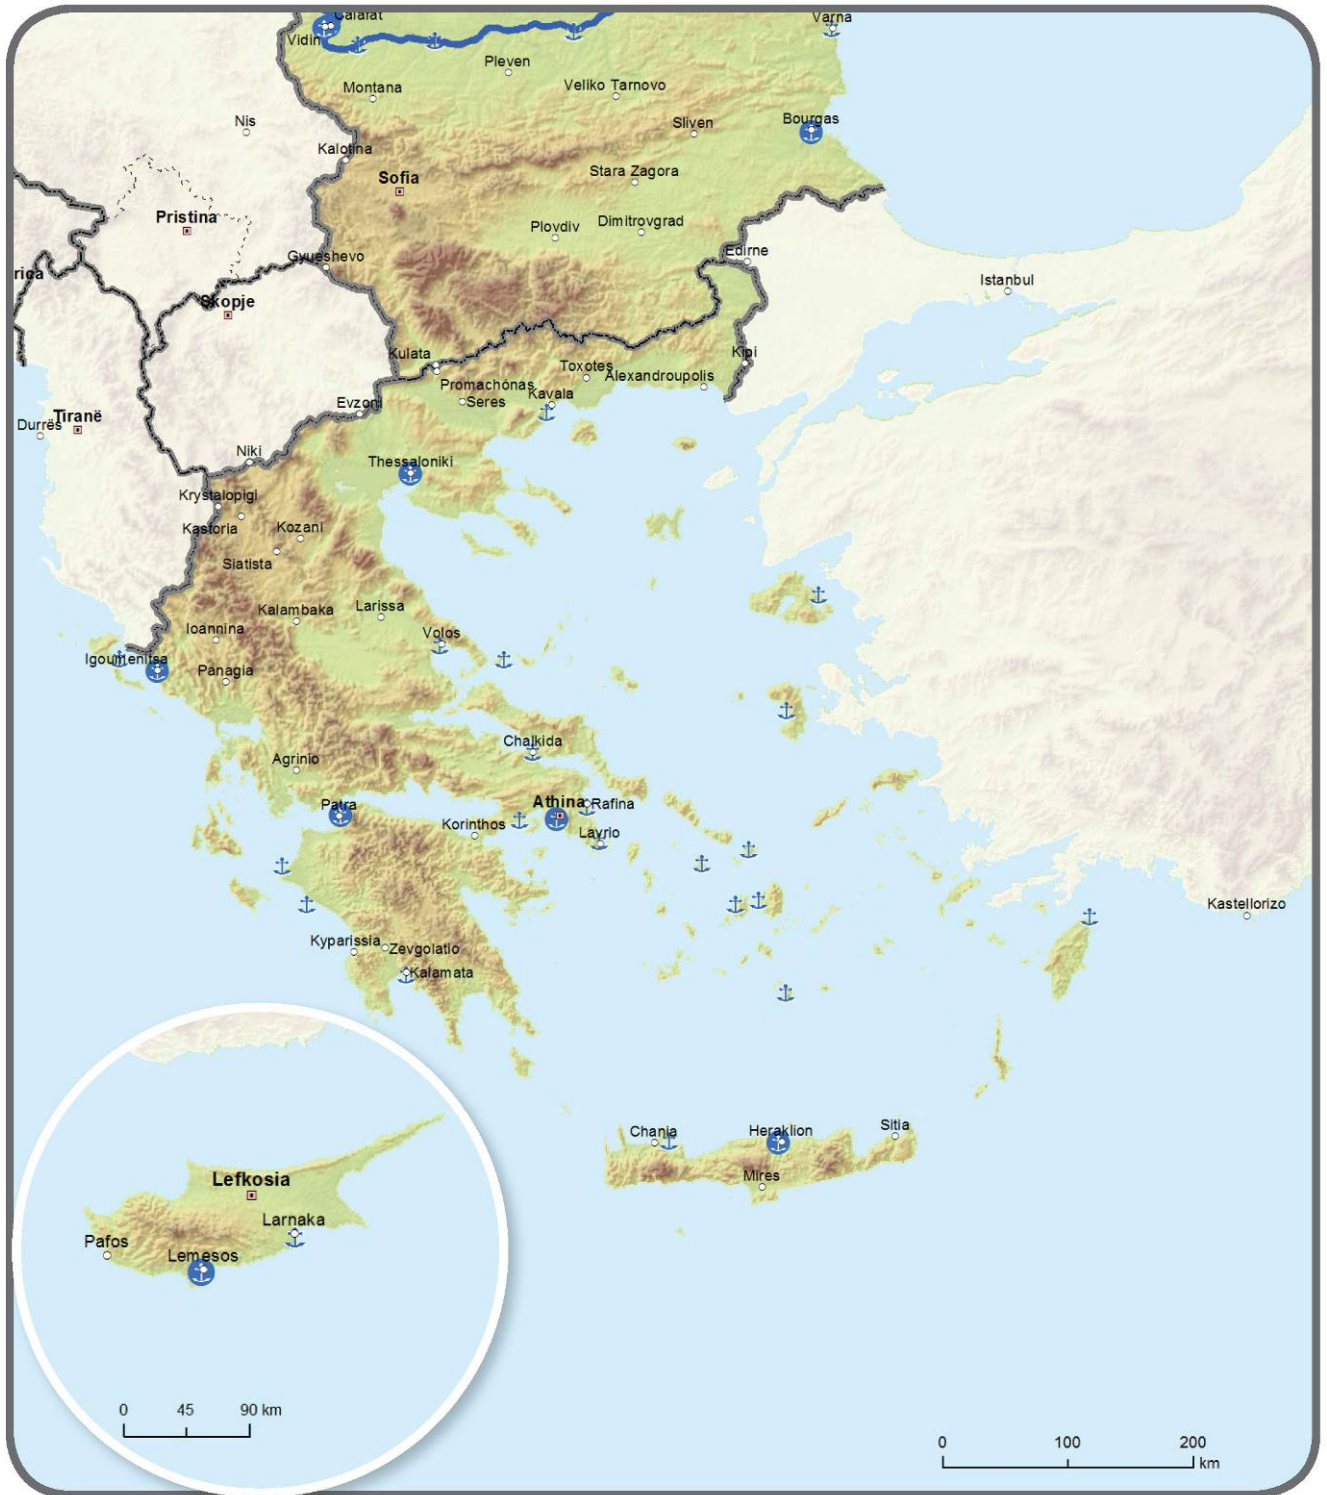 Calafat
Varna
Vidin
Pleven
Montana
Veliko Tarnovo
Nis
Sliven
Bourgas
Kalotina
Sofia
Stara Zagora
Pristina
Plovdiv
Dimitrovgrad
Edirne
Gyueshevo
rica
Istanbul
Skopje
Kulata
Kipi
Toxotes
Alexandroupolis
Promachónas
Kavala
Seres
Evzoni
Tiranë
Durrës
Niki
Thessaloniki
Krystalopigi
Kastoria
Kozani
Siatista
Kalambaka
Larissa
Ioannina
Volos
Igoumenitsa
Panagia
Chalkida
Agrinio
Patra
Athina
Rafina
Korinthos
Lavrio
Kastellorizo
Kyparissia
Zevgolatio
Kalamata
Chania
Heraklion
Sitia
Mires
Lefkosia
Larnaka
Pafos
Lemesos
0 45 90 km
0 100 200
km